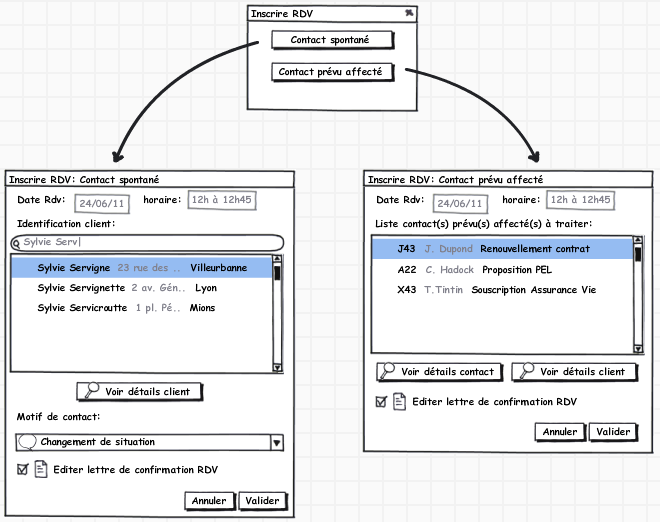 Inscrire RDV
Contact spontané
Contact prévu affecté
Inscrire RDV: Contact spontané
Date Rdv: 24/06/11 horaire: 12h à 12h45
Identification client:
Sylvie Serv
Sylvie Servigne 23 rue des .. Villeurbanne
Sylvie Servignette 2 av. Gén.. Lyon
Sylvie Servicroutte 1 pl. Pé.. Mions
Voir détails client
Motif de contact:
Changement de situation
Editer lettre de confirmation RDV
Annuler Valider
Inscrire RDV: Contact prévu affecté
Date Rdv: 24/06/11 horaire: 12h à 12h45
Liste contact(s) prévu(s) affecté(s) à traiter:
J43 J. Dupond Renouvellement contrat
A22 C. Hadock Proposition PEL
X43 T.Tintin Souscription Assurance Vie
Voir détails contact Voir détails client
Editer lettre de confirmation RDV
Annuler Valider